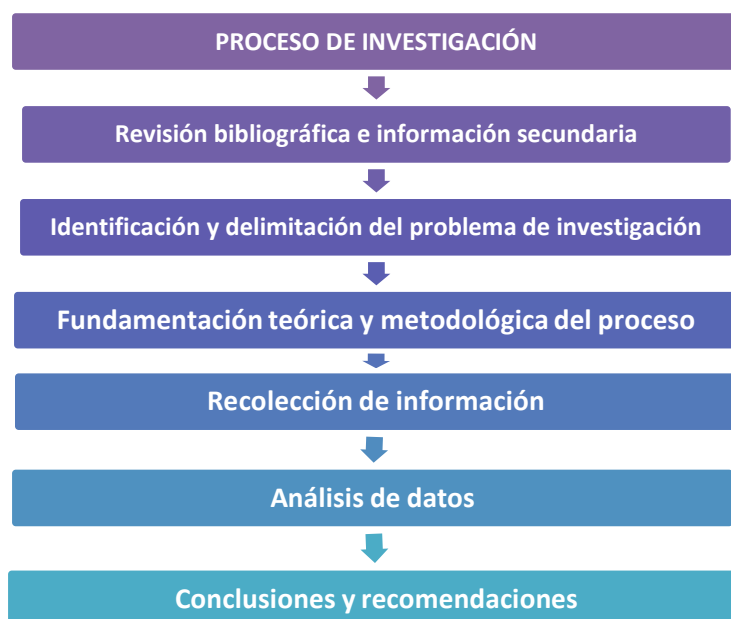 PROCESO DE INVESTIGACIÓN
Revisión bibliográfica e información secundaria
Identificación y delimitación del problema de investigación
Fundamentación teórica y metodológica del proceso
Recolección de información
Análisis de datos
Conclusiones y recomendaciones